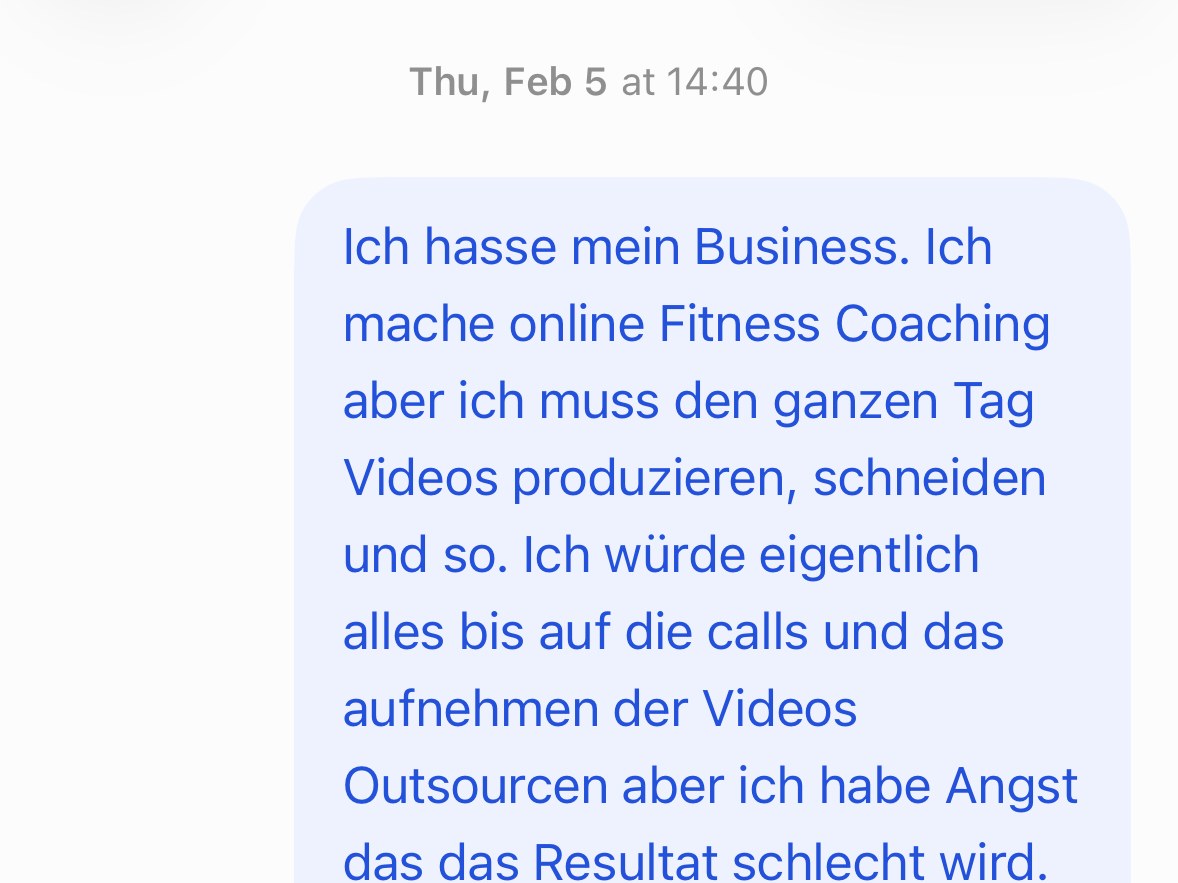 Thu, Feb 5 at 14:40
Ich hasse mein Business. Ich
mache online Fitness Coaching
aber ich muss den ganzen Tag
Videos produzieren, schneiden
und so. Ich würde eigentlich
alles bis auf die calls und das
aufnehmen der Videos
Outsourcen aber ich habe Angst
das das Resultat schlecht wird.